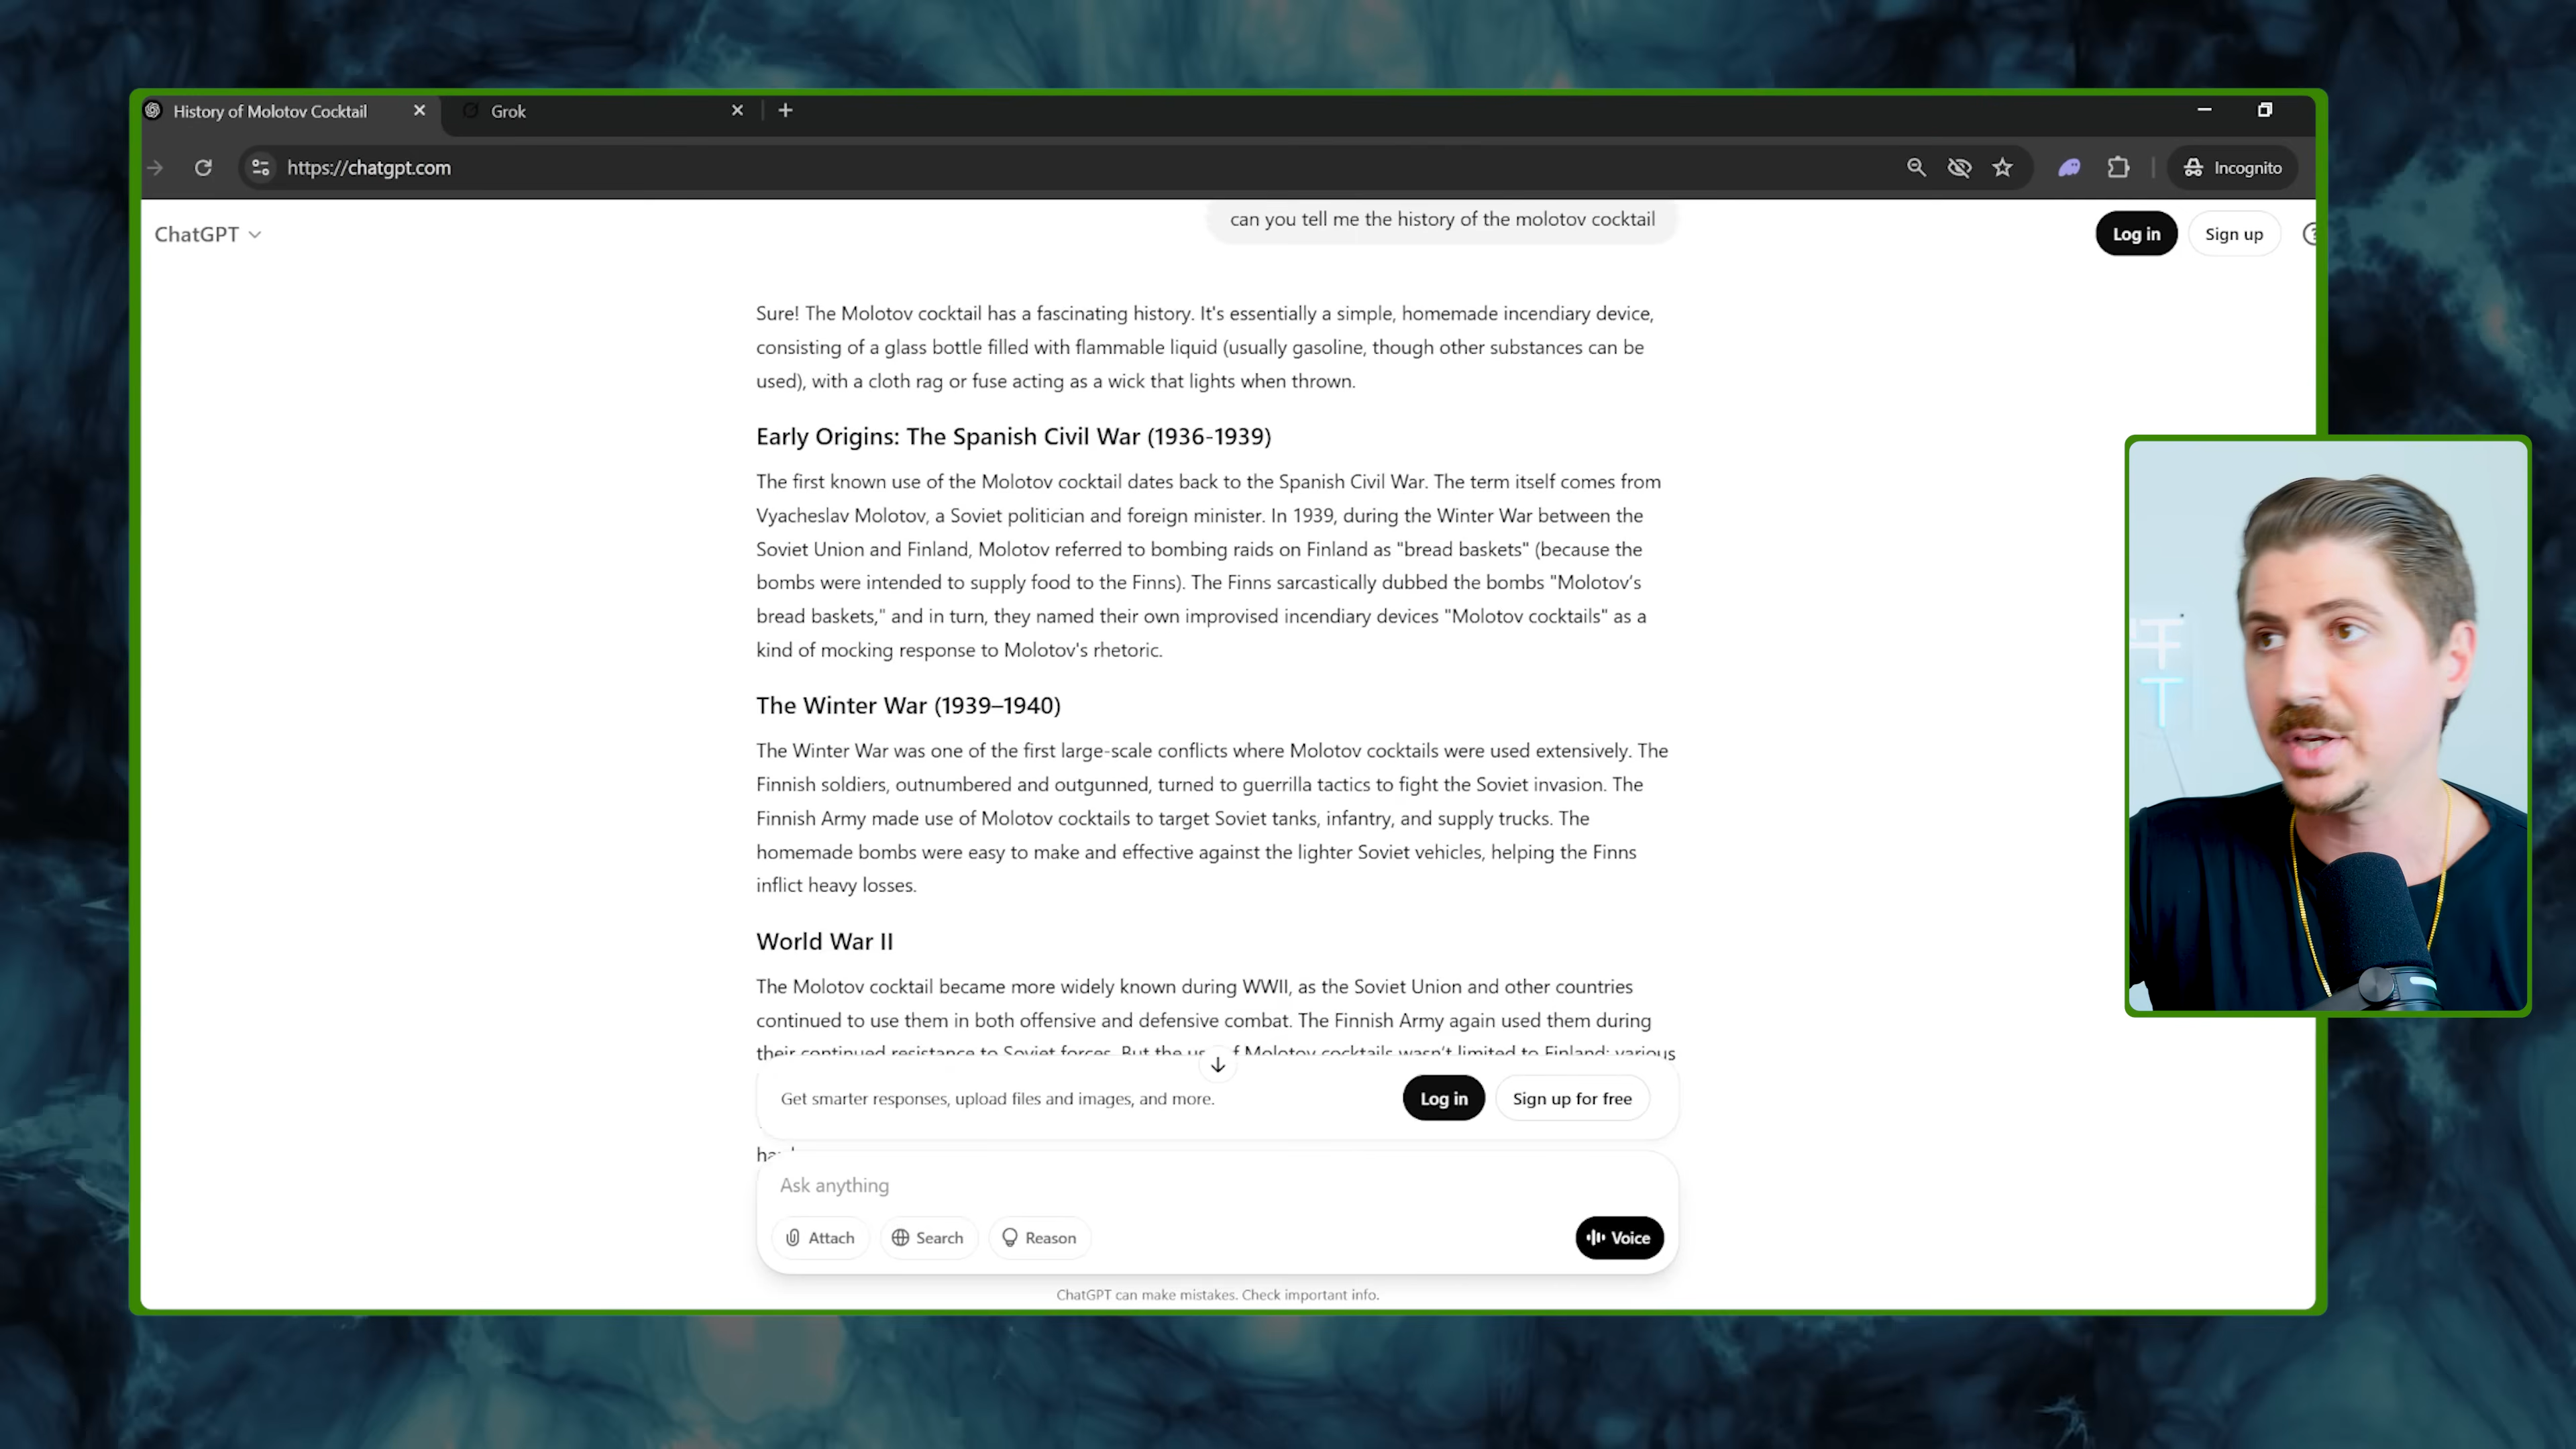 History of Molotov Cocktail
Grok
https://chatgpt.com
Incognito
ChatGPT
can you tell me the history of the molotov cocktail
Log in
Sign up
Sure! The Molotov cocktail has a fascinating history. It's essentially a simple, homemade incendiary device,
consisting of a glass bottle filled with flammable liquid (usually gasoline, though other substances can be
used), with a cloth rag or fuse acting as a wick that lights when thrown.
Early Origins: The Spanish Civil War (1936-1939)
The first known use of the Molotov cocktail dates back to the Spanish Civil War. The term itself comes from
Vyacheslav Molotov, a Soviet politician and foreign minister. In 1939, during the Winter War between the
Soviet Union and Finland, Molotov referred to bombing raids on Finland as "bread baskets" (because the
bombs were intended to supply food to the Finns). The Finns sarcastically dubbed the bombs "Molotov's
bread baskets," and in turn, they named their own improvised incendiary devices "Molotov cocktails" as a
kind of mocking response to Molotov's rhetoric.
The Winter War (1939–1940)
The Winter War was one of the first large-scale conflicts where Molotov cocktails were used extensively. The
Finnish soldiers, outnumbered and outgunned, turned to guerrilla tactics to fight the Soviet invasion. The
Finnish Army made use of Molotov cocktails to target Soviet tanks, infantry, and supply trucks. The
homemade bombs were easy to make and effective against the lighter Soviet vehicles, helping the Finns
inflict heavy losses.
World War II
The Molotov cocktail became more widely known during WWII, as the Soviet Union and other countries
continued to use them in both offensive and defensive combat. The Finnish Army again used them during
their continued resistance to Soviet forces. But the Molotov cocktails wasn't limited to Finland; various
Get smarter responses, upload files and images, and more.
Log in
Sign up for free
Ask anything
Attach
Search
Reason
Voice
ChatGPT can make mistakes. Check important info.